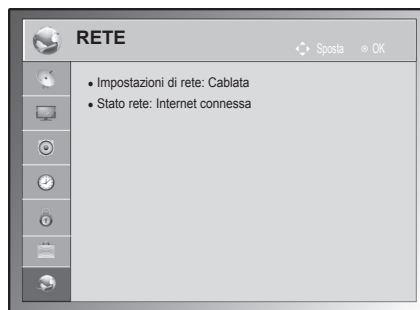 RETE
Sposta OK
• Impostazioni di rete: Cablata
• Stato rete: Internet connessa